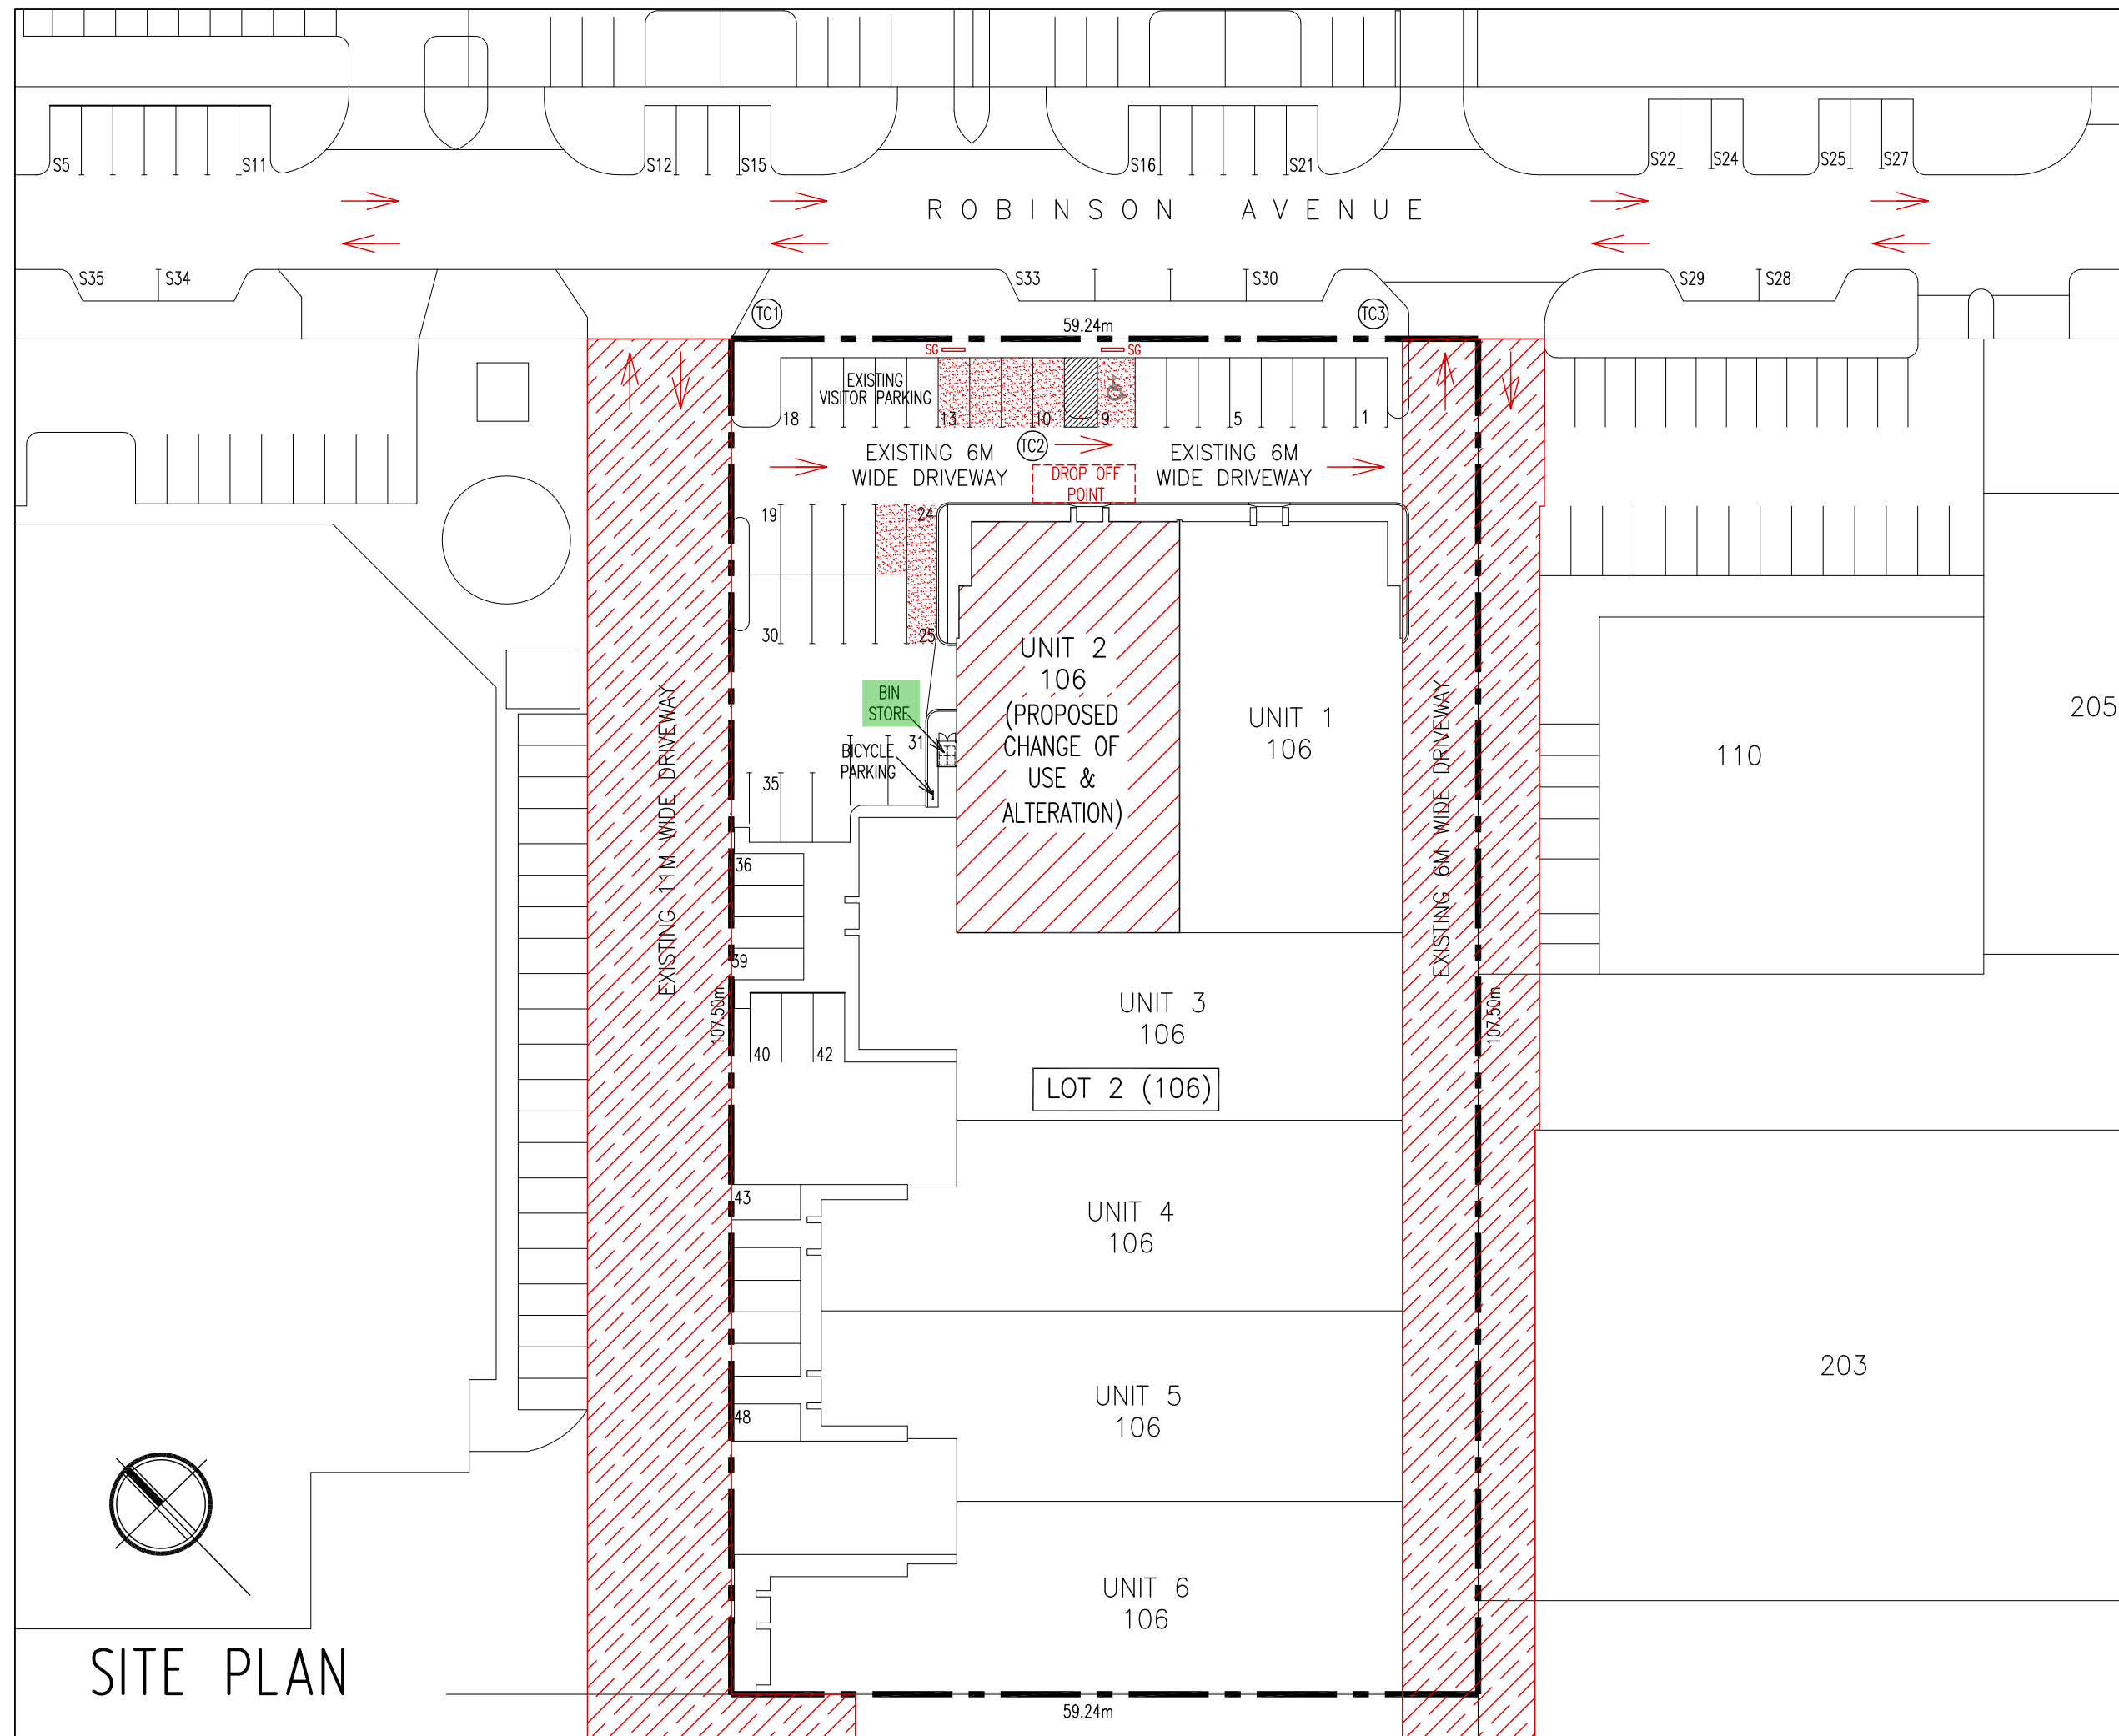 S5
S11
S12
S15
S16
S21
S22
S24
S25
S27
ROBINSON AVENUE
S35
S34
S33
S30
S29
S28
TC1
59.24m
TC3
SG
SG
EXISTING
VISITOR PARKING
18
13
10
9
5
1
TC2
EXISTING 6M
WIDE DRIVEWAY
DROP OFF
POINT
EXISTING 6M
WIDE DRIVEWAY
19
24
30
25
UNIT 2
106
(PROPOSED
CHANGE OF
USE &
ALTERATION)
UNIT 1
106
BIN
STORE
31
BICYCLE
PARKING
35
EXISTING 11M WIDE DRIVEWAY
EXISTING 6M WIDE DRIVEWAY
205
110
36
39
107.50m
107.50m
40
42
UNIT 3
106
LOT 2 (106)
43
UNIT 4
106
203
UNIT 5
106
48
UNIT 6
106
SITE PLAN
59.24m